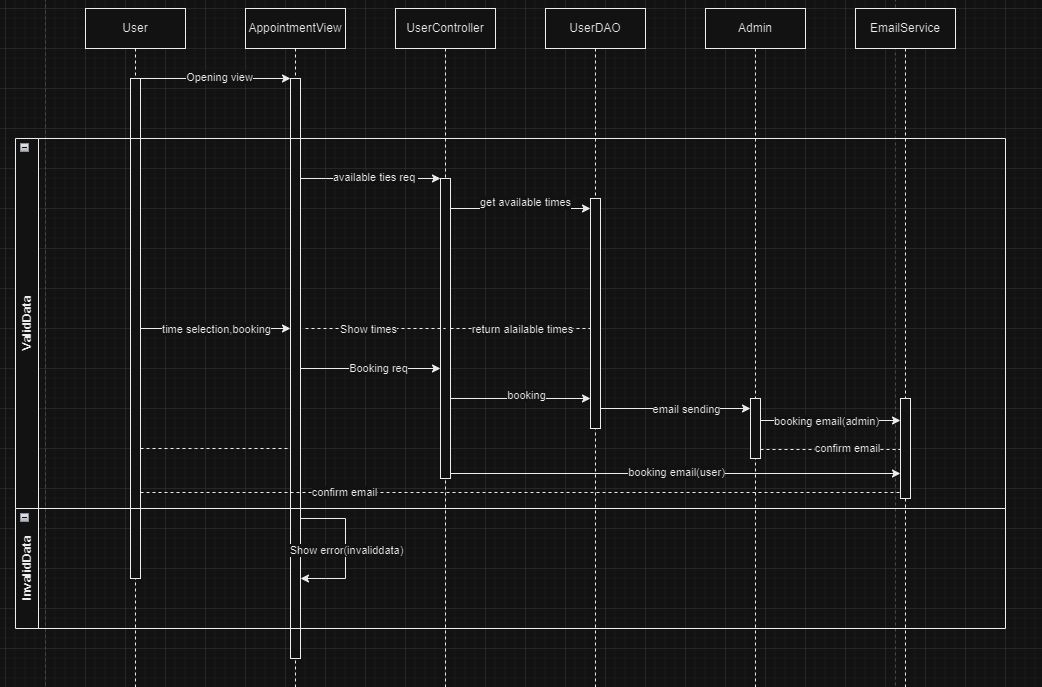 User
AppointmentView
UserController
UserDAO
Admin
EmailService
Opening view
ValidData
available ties req
get available times
time selection,booking
Show times
return alailable times
Booking req
booking
email sending
booking email(admin)
confirm email
booking email(user)
confirm email
InvalidData
Show error(invaliddata)